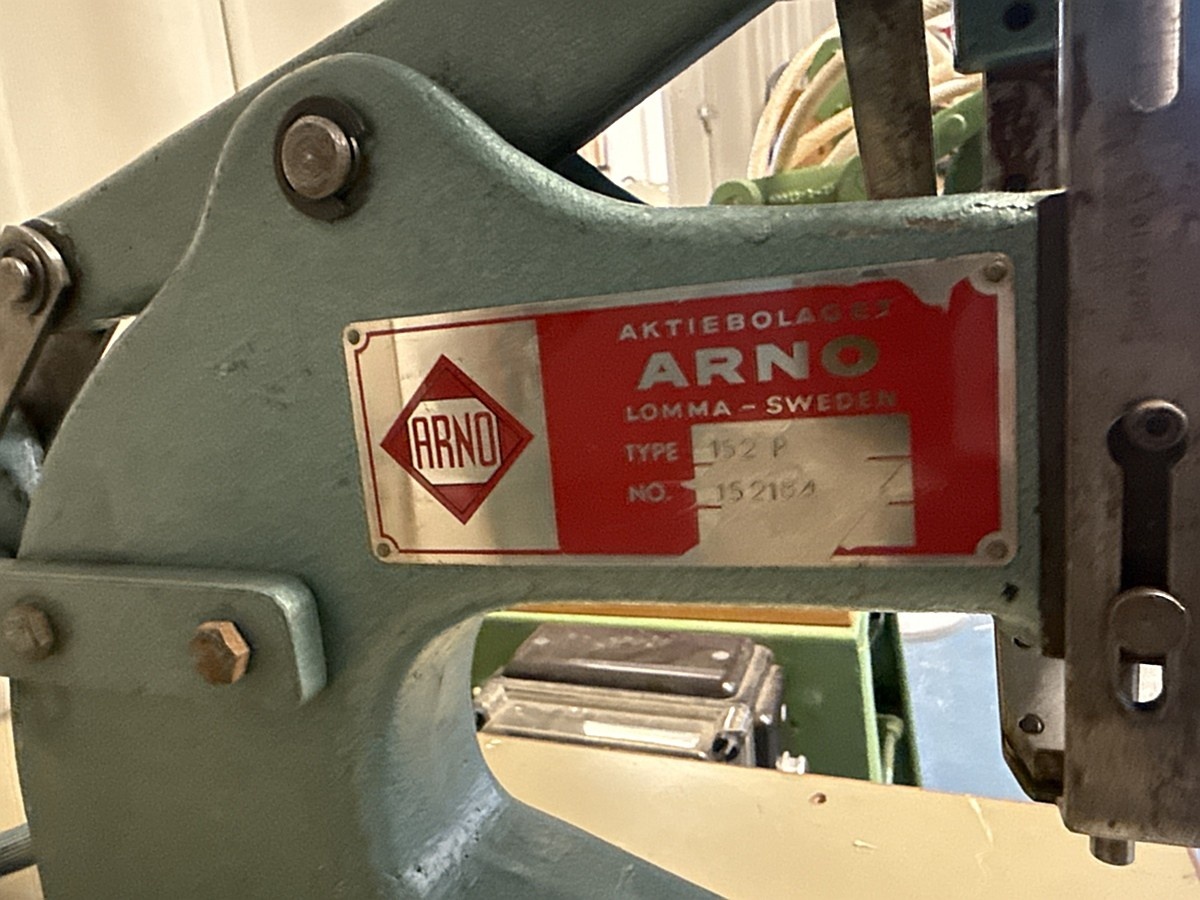 ARNO
AKTIEBOLAGET
ARNO
LOMMA - SWEDEN
TYPE 152 P
NO. 152184